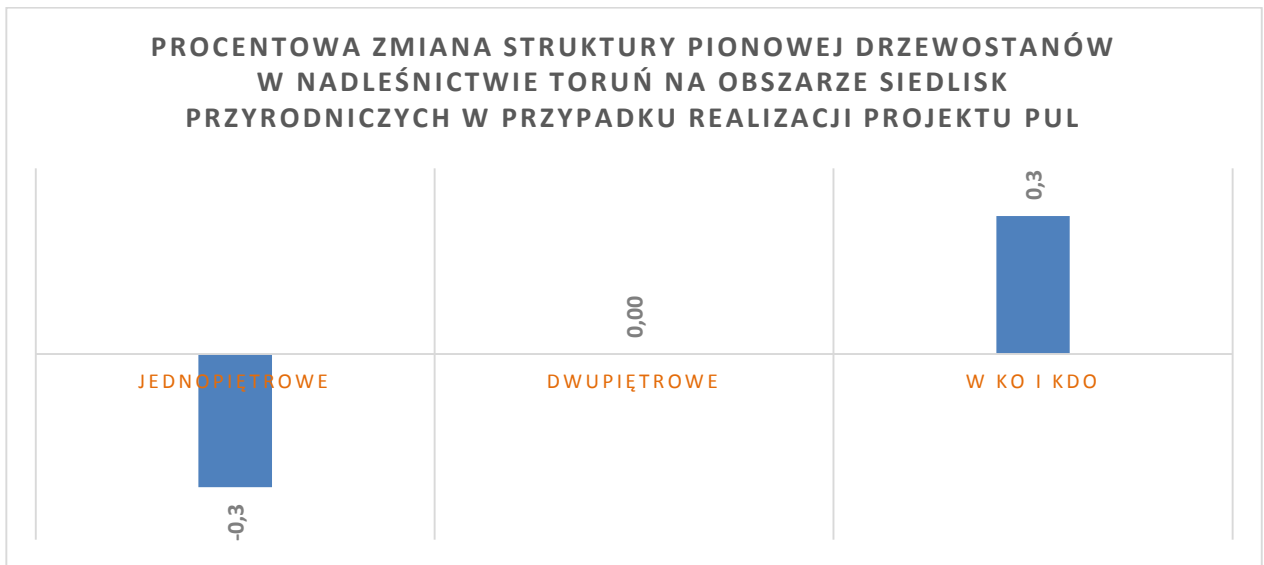 PROCENTOWA ZMIANA STRUKTURY PIONOWEJ DRZEWOSTANÓW
W NADLEŚNICTWIE TORUŃ NA OBSZARZE SIEDLISK
PRZYRODNICZYCH W PRZYPADKU REALIZACJI PROJEKTU PUL
0,3
0,00
JEDNOPIĘTROWE DWUPIĘTROWE W KO I KDO
-0,3